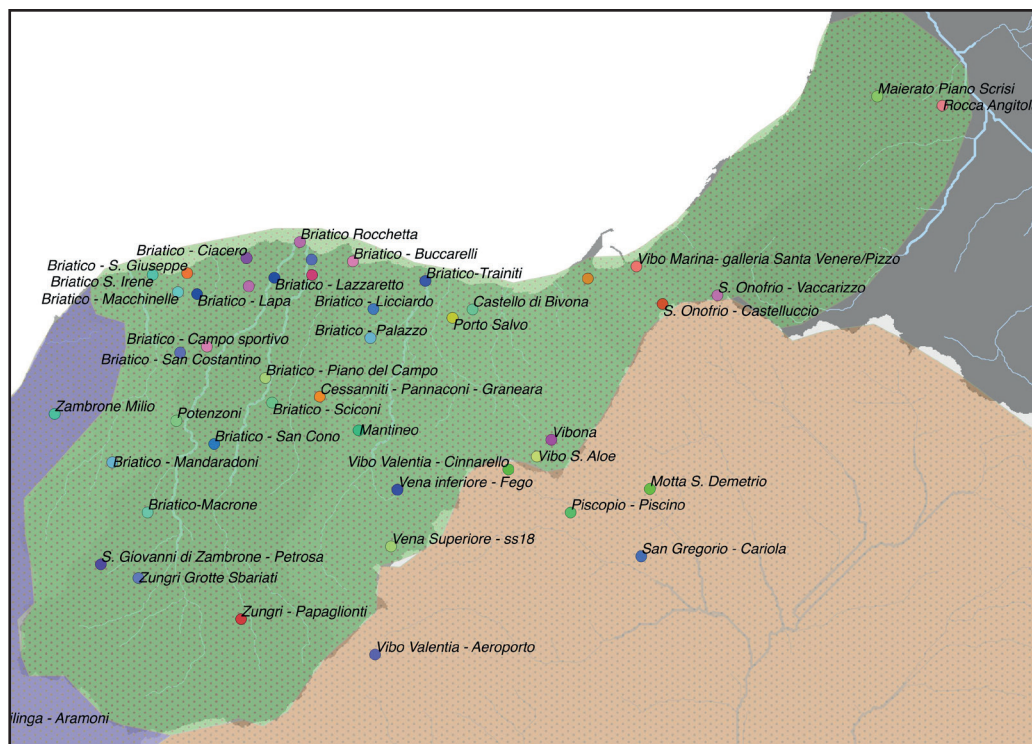 Maierato Piano Scrisi
Rocca Angitol
Briatico Rocchetta
Briatico - Ciacero
Briatico - Buccarelli
Vibo Marina- galleria Santa Venere/Pizzo
Briatico - S. Giuseppe
Briatico-Trainiti
Briatico S. Irene
Briatico - Lazzaretto
S. Onofrio - Vaccarizzo
Briatico - Macchinelle
Briatico - Lapa
Briatico - Licciardo
Castello di Bivona
S. Onofrio - Castelluccio
Porto Salvo
Briatico - Palazzo
Briatico - Campo sportivo
Briatico - San Costantino
Briatico - Piano del Campo
Cessanniti - Pannaconi - Graneara
Zambrone Milio
Potenzoni
Briatico - Sciconi
Briatico - San Cono
Mantineo
Vibona
Vibo S. Aloe
Briatico - Mandaradoni
Vibo Valentia - Cinnarello
Vena inferiore - Fego
Motta S. Demetrio
Briatico-Macrone
Piscopio - Piscino
Vena Superiore - ss18
San Gregorio - Cariola
S. Giovanni di Zambrone - Petrosa
Zungri Grotte Sbariati
Zungri - Papaglionti
Vibo Valentia - Aeroporto
ilinga - Aramoni